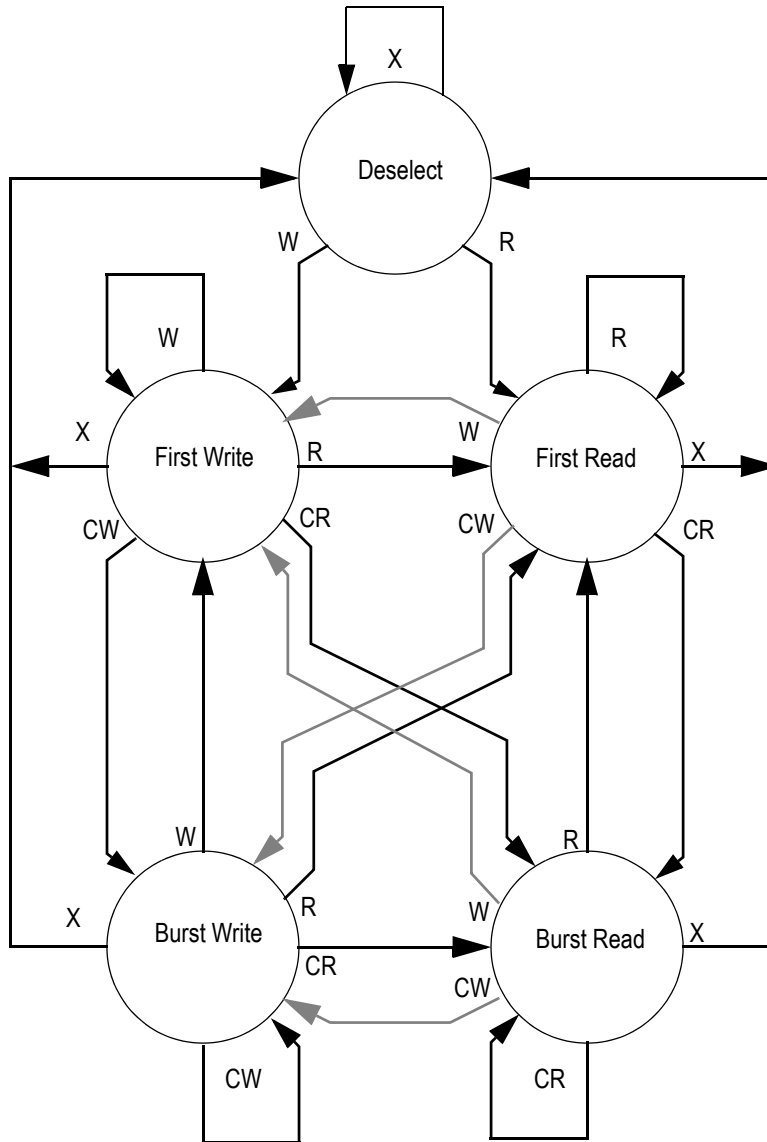 X
Deselect
W
R
W
R
X
First Write
R
W
First Read
X
CW
CR
CW
CR
W
R
X
Burst Write
R
W
Burst Read
X
CR
CW
CW
CR